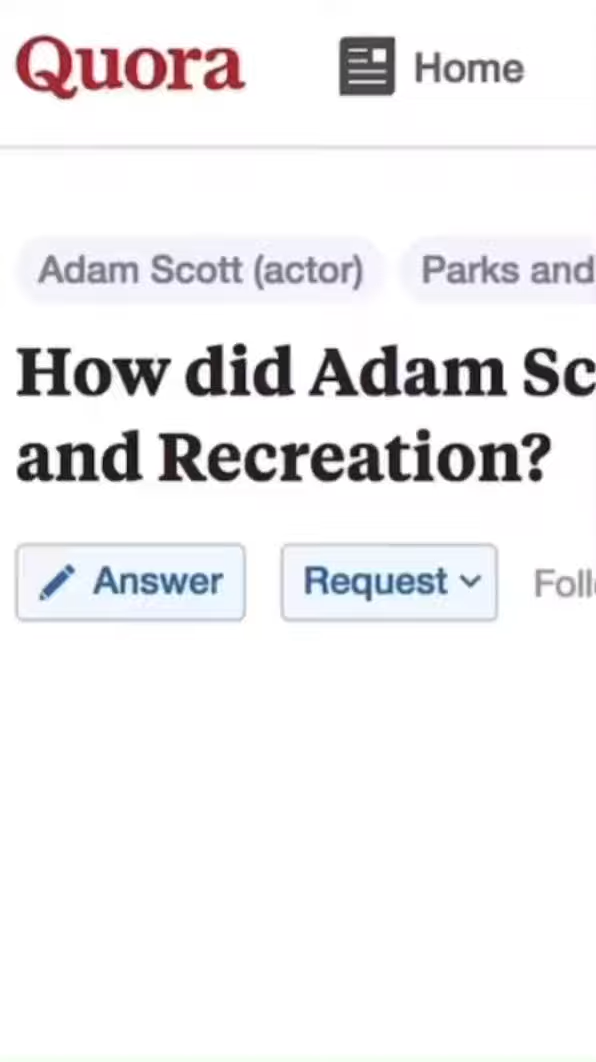 Quora Home
Adam Scott (actor) Parks and
How did Adam Sc
and Recreation?
Answer Request Foll